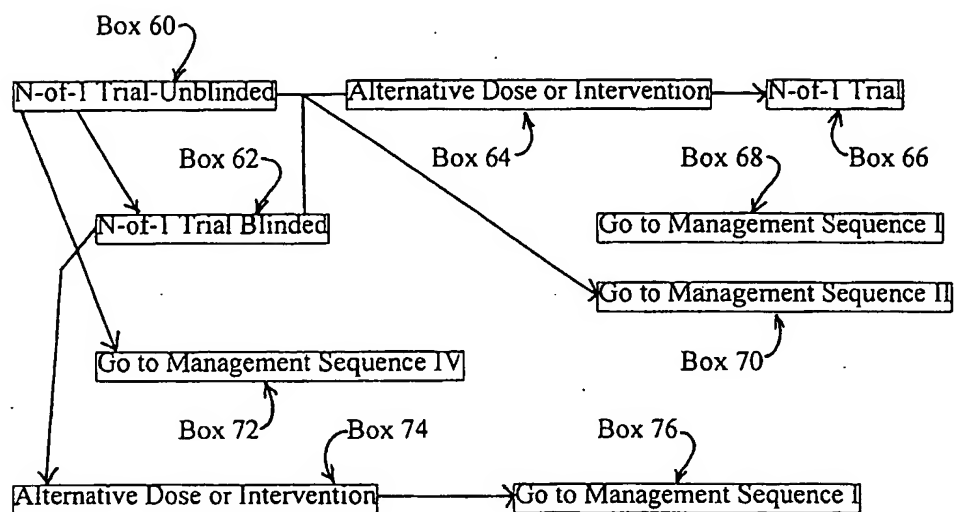 Box 60
N-of-1 Trial-Unblinded
Alternative Dose or Intervention
N-of-1 Trial
Box 62
Box 64
Box 68
Box 66
N-of-1 Trial Blinded
Go to Management Sequence I
Go to Management Sequence II
Go to Management Sequence IV
Box 70
Box 72
Box 74
Box 76
Alternative Dose or Intervention
Go to Management Sequence I